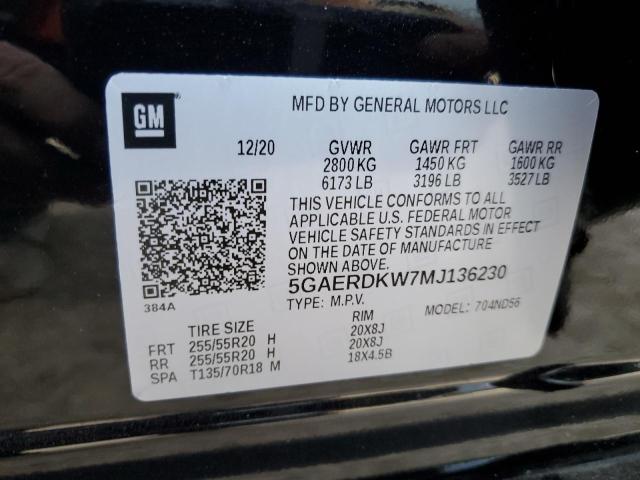 GM
MFD BY GENERAL MOTORS LLC
12/20 GVWR GAWR FRT GAWR RR
2800 KG 1450 KG 1600 KG
6173 LB 3196 LB 3527 LB
THIS VEHICLE CONFORMS TO ALL
APPLICABLE U.S. FEDERAL MOTOR
VEHICLE SAFETY STANDARDS IN EFFECT
ON THE DATE OF MANUFACTURE
SHOWN ABOVE.
384A
5GAERDKW7MJ136230
TYPE: M.P.V. MODEL: 704ND56
TIRE SIZE RIM
FRT 255/55R20 H 20X8J
RR 255/55R20 H 20X8J
SPA T135/70R18 M 18X4.5B